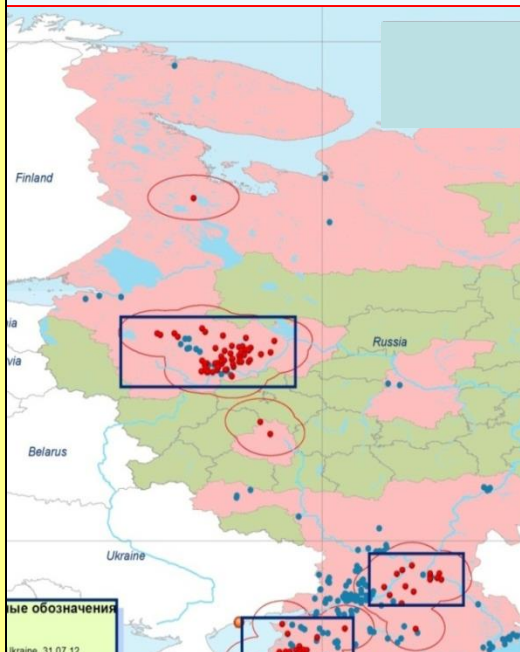 Finland
Russia
Belarus
Ukraine
ные обозначения
Ukraine, 31.07.12